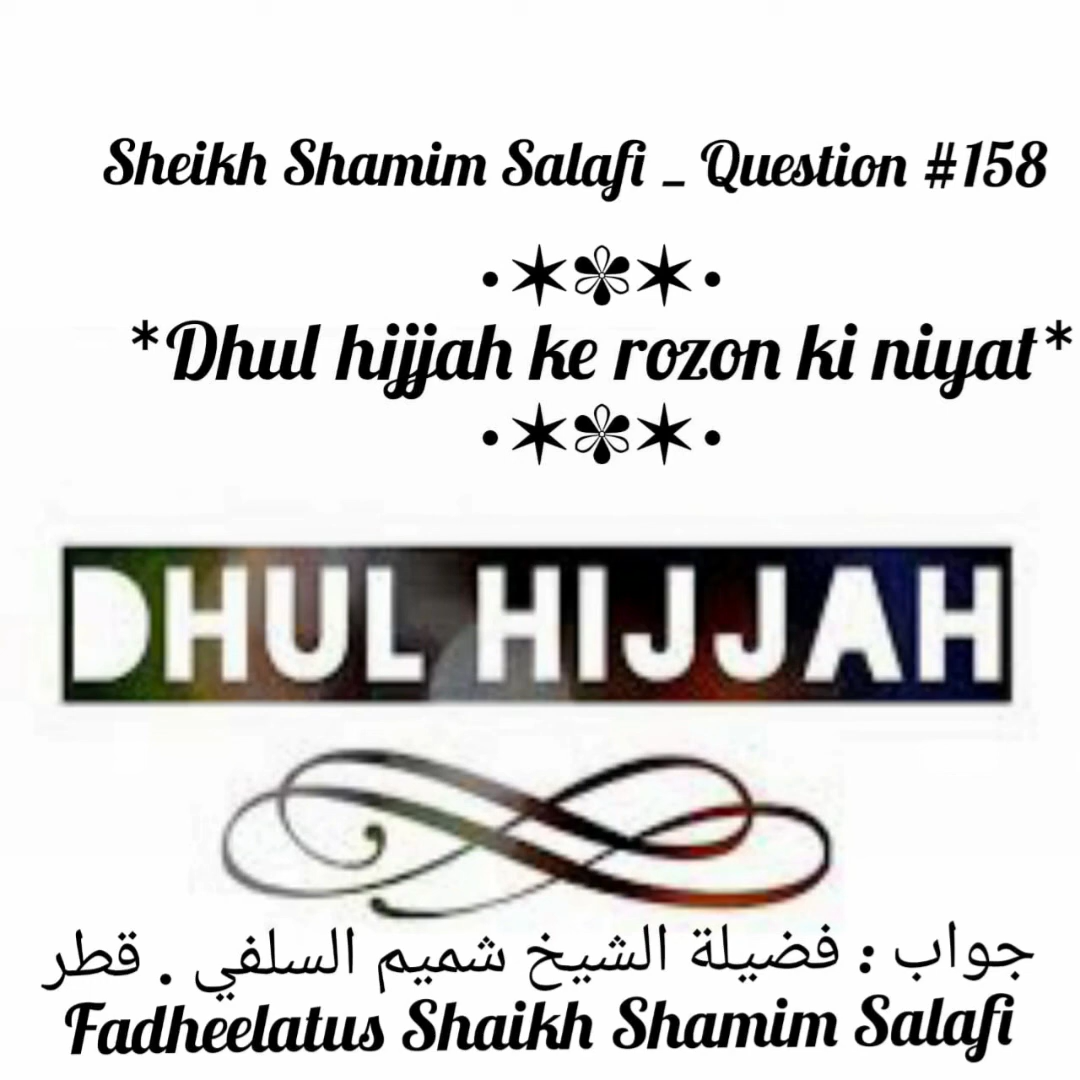 Sheikh Shamim Salafi _ Question #158
•✶✽✶•
*Dhul hijjah ke rozon ki niyat*
•✶✽✶•
DHUL HIJJAH
جواب : فضيلة الشيخ شميم السلفي . قطر
Fadheelatus Shaikh Shamim Salafi